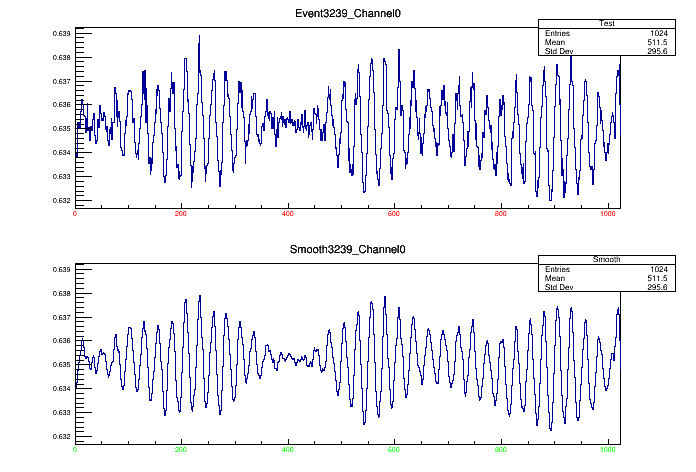 Event3239_Channel0
Test
Entries 1024
Mean 511.5
Std Dev 295.6
0.639
0.638
0.637
0.636
0.635
0.634
0.633
0.632
0 200 400 600 800 1000
Smooth3239_Channel0
Smooth
Entries 1024
Mean 511.5
Std Dev 295.6
0.639
0.638
0.637
0.636
0.635
0.634
0.633
0.632
0 200 400 600 800 1000